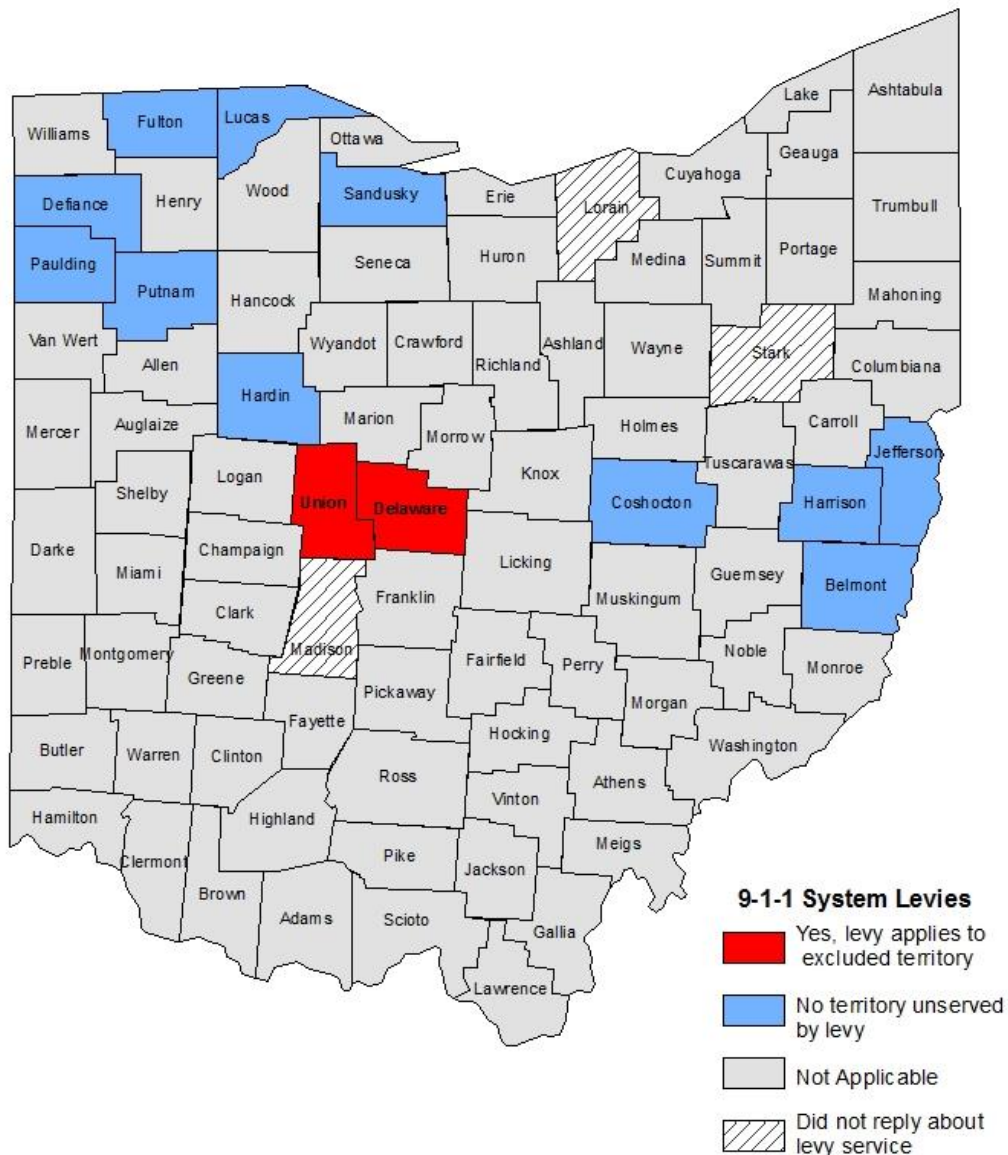 Lake
Ashtabula
Williams
Fulton
Lucas
Ottawa
Geauga
Cuyahoga
Wood
Henry
Defiance
Sandusky
Erie
Lorain
Trumbull
Paulding
Putnam
Hancock
Seneca
Huron
Medina
Summit
Portage
Mahoning
Van Wert
Allen
Wyandot
Crawford
Richland
Ashland
Wayne
Stark
Columbiana
Hardin
Marion
Mercer
Auglaize
Morrow
Holmes
Carroll
Jefferson
Logan
Knox
Tuscarawas
Shelby
Union
Delaware
Coshocton
Harrison
Darke
Champaign
Miami
Licking
Guernsey
Belmont
Clark
Franklin
Muskingum
Madison
Preble
Montgomery
Greene
Fairfield
Perry
Noble
Monroe
Pickaway
Morgan
Fayette
Butler
Warren
Clinton
Hocking
Washington
Ross
Athens
Vinton
Hamilton
Highland
Clermont
Pike
Jackson
Meigs
Brown
Adams
Scioto
Gallia
Lawrence
9-1-1 System Levies
Yes, levy applies to
excluded territory
No territory unserved
by levy
Not Applicable
Did not reply about
levy service